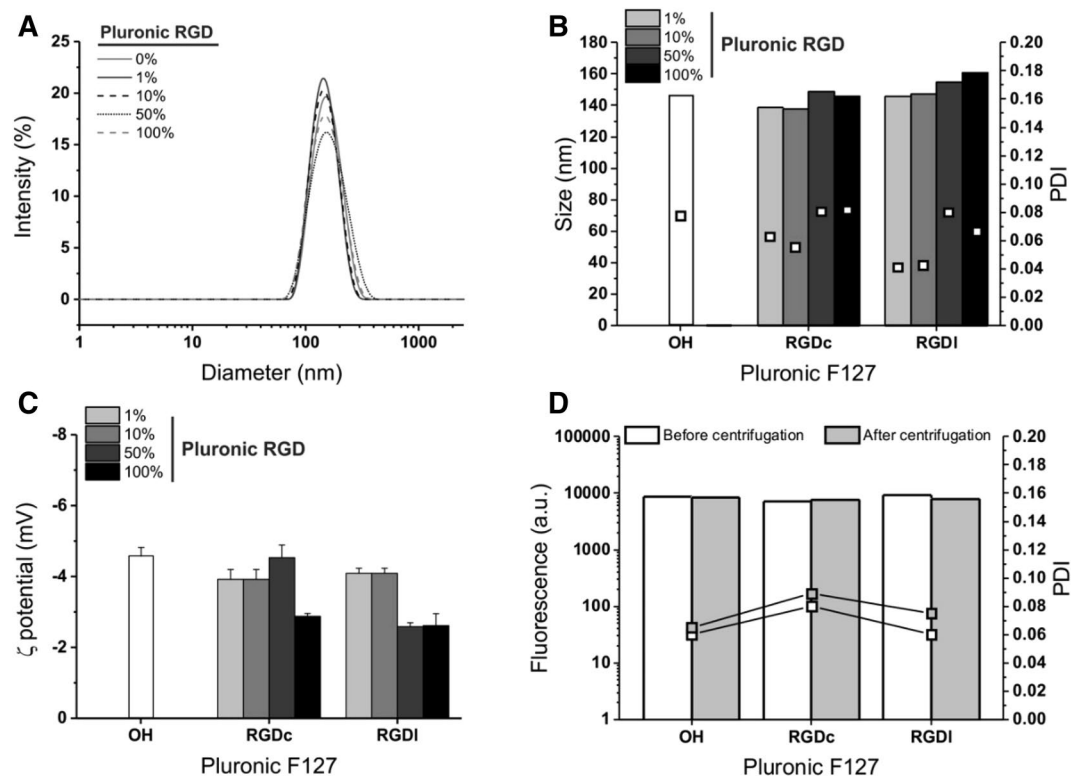 A
Pluronic RGD
0%
1%
10%
50%
100%
Intensity (%)
25
20
15
10
5
0
1
10
100
1000
Diameter (nm)
B
1%
10%
50%
100%
Pluronic RGD
Size (nm)
180
160
140
120
100
80
60
40
20
0
0.20
0.18
0.16
0.14
0.12
0.10
0.08
0.06
0.04
0.02
0.00
PDI
OH
RGDc
RGDl
Pluronic F127
C
1%
10%
50%
100%
Pluronic RGD
ζ potential (mV)
-8
-6
-4
-2
0
OH
RGDc
RGDl
Pluronic F127
D
Before centrifugation
After centrifugation
Fluorescence (a.u.)
100000
10000
1000
100
10
1
0.20
0.18
0.16
0.14
0.12
0.10
0.08
0.06
0.04
0.02
0.00
PDI
OH
RGDc
RGDl
Pluronic F127